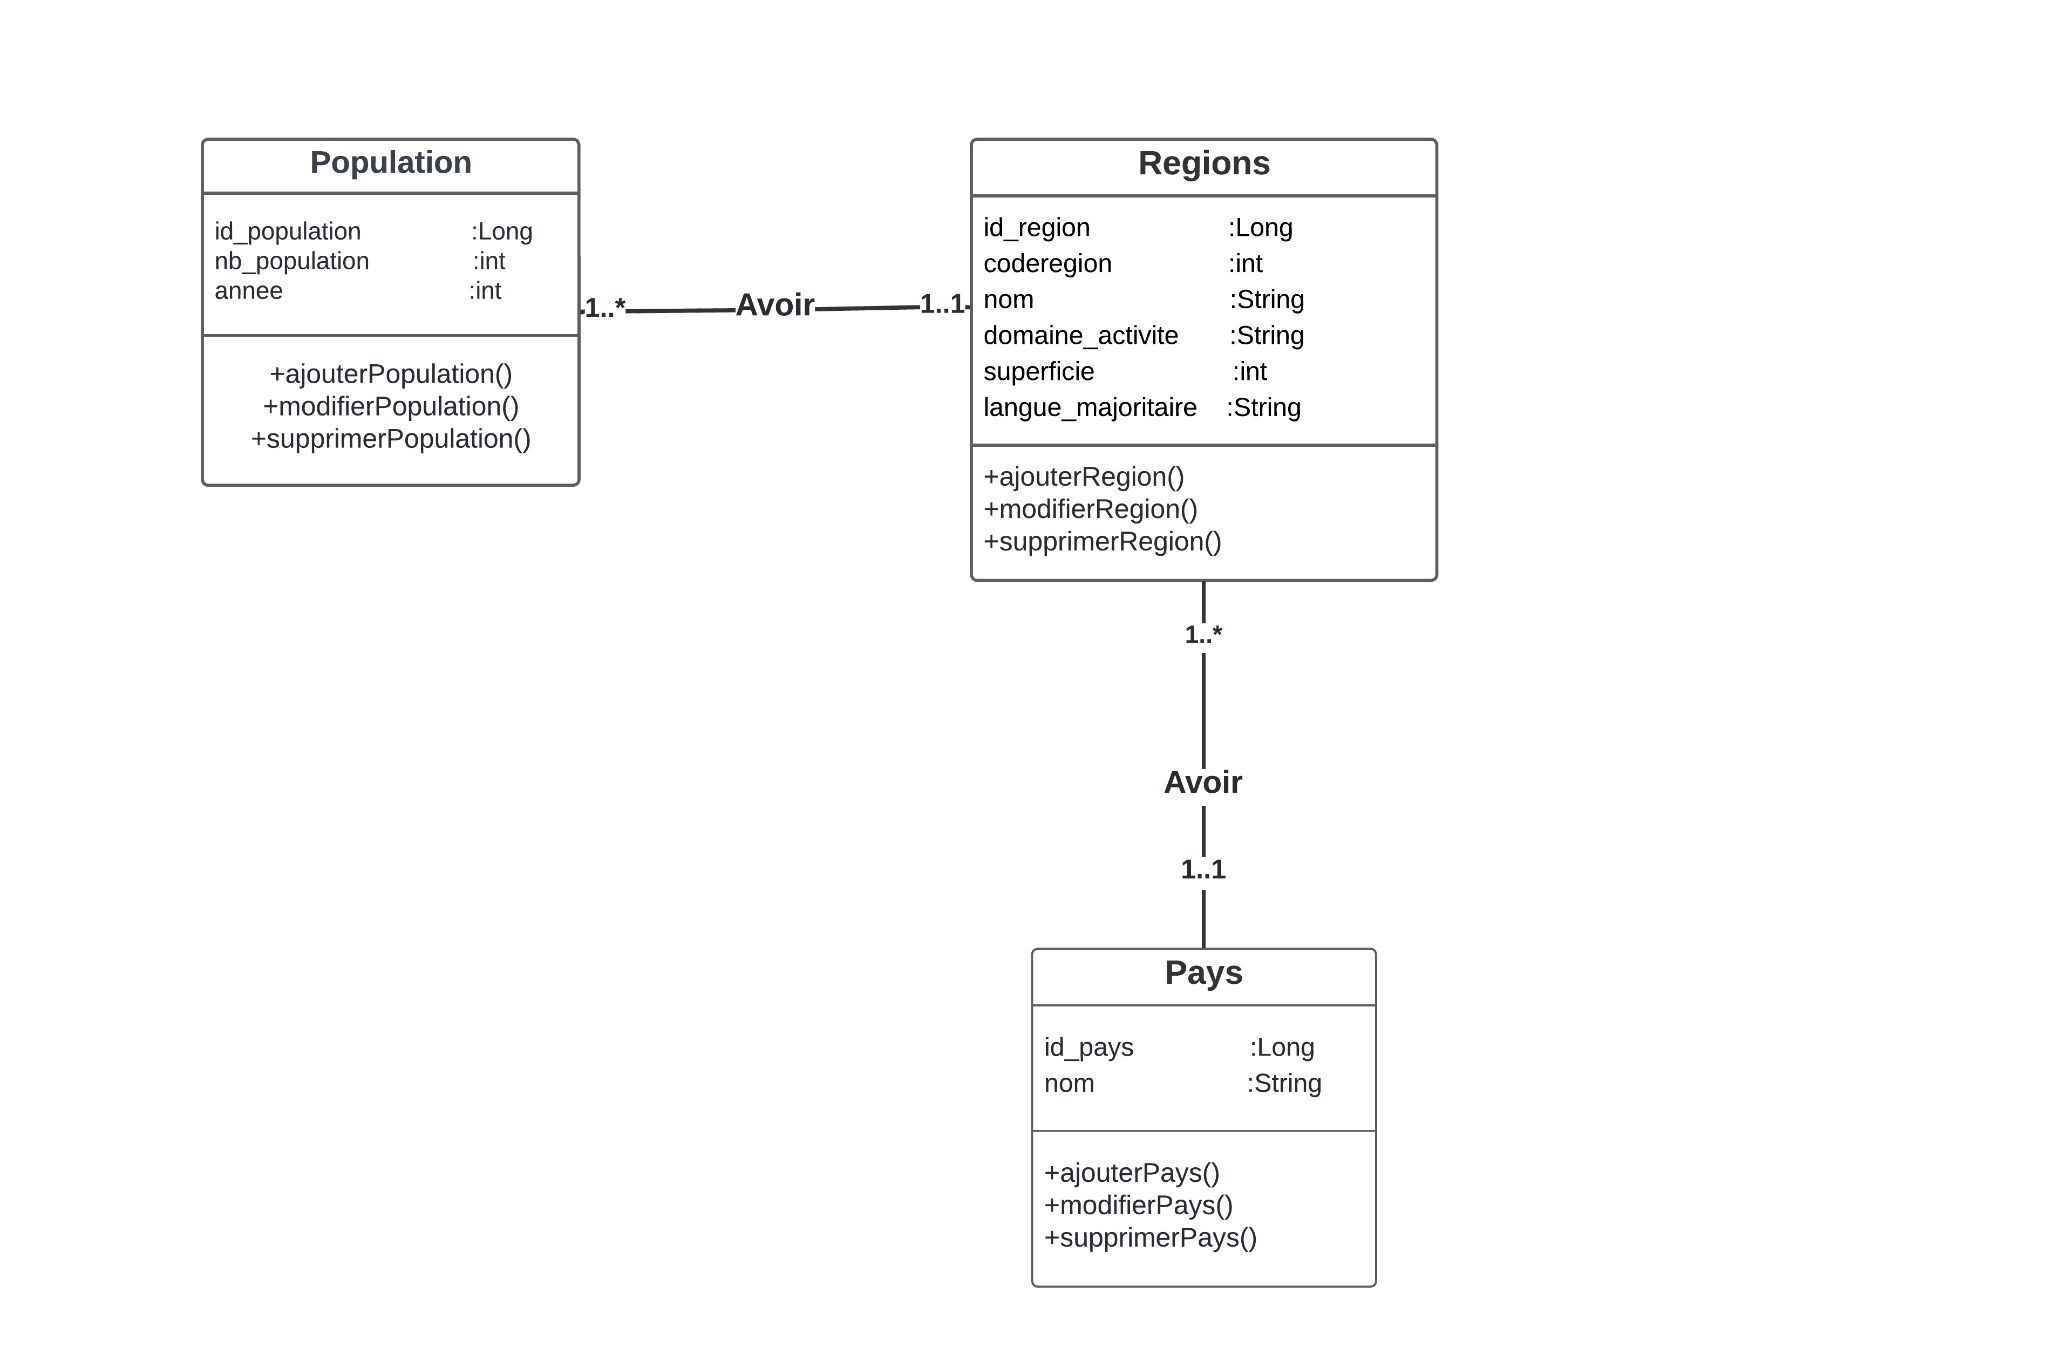 Population
id_population :Long
nb_population :int
annee :int
+ajouterPopulation()
+modifierPopulation()
+supprimerPopulation()
1..* Avoir 1..1
Regions
id_region :Long
coderegion :int
nom :String
domaine_activite :String
superficie :int
langue_majoritaire :String
+ajouterRegion()
+modifierRegion()
+supprimerRegion()
1..*
Avoir
1..1
Pays
id_pays :Long
nom :String
+ajouterPays()
+modifierPays()
+supprimerPays()